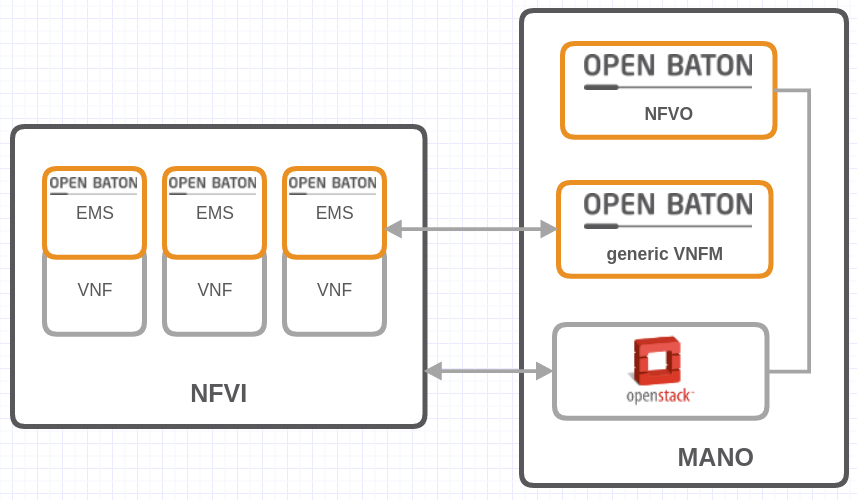 OPEN BATON
NFVO
OPEN BATON
EMS
VNF
OPEN BATON
EMS
VNF
OPEN BATON
EMS
VNF
NFVI
OPEN BATON
generic VNFM
openstack™
MANO